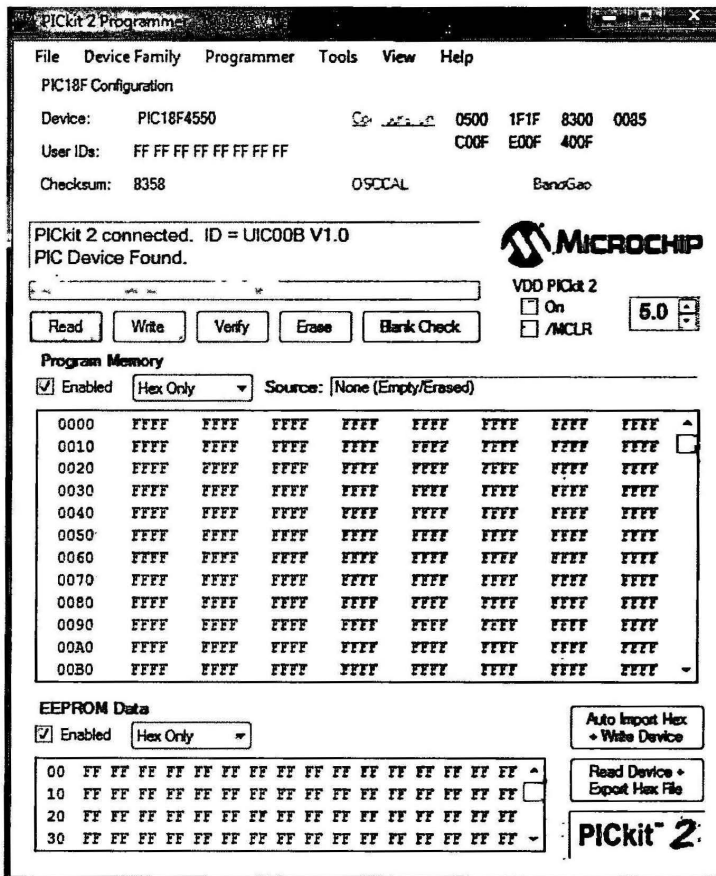 PICkit 2 Programmer
File Device Family Programmer Tools View Help
PIC18F Configuration
Device: PIC18F4550 0500 1F1F 8300 0085
User IDs: FF FF FF FF FF FF FF FF C00F E00F 400F
Checksum: 8358 OSCCAL BandGap
PICkit 2 connected. ID = UIC00B V1.0
PIC Device Found.
MICROCHIP
VDD PICkit 2
On
/MCLR
5.0
Read Write Verify Erase Blank Check
Program Memory
Enabled Hex Only Source: None (Empty/Erased)
0000 FFFF FFFF FFFF FFFF FFFF FFFF FFFF FFFF
0010 FFFF FFFF FFFF FFFF FFFF FFFF FFFF FFFF
0020 FFFF FFFF FFFF FFFF FFFF FFFF FFFF FFFF
0030 FFFF FFFF FFFF FFFF FFFF FFFF FFFF FFFF
0040 FFFF FFFF FFFF FFFF FFFF FFFF FFFF FFFF
0050 FFFF FFFF FFFF FFFF FFFF FFFF FFFF FFFF
0060 FFFF FFFF FFFF FFFF FFFF FFFF FFFF FFFF
0070 FFFF FFFF FFFF FFFF FFFF FFFF FFFF FFFF
0080 FFFF FFFF FFFF FFFF FFFF FFFF FFFF FFFF
0090 FFFF FFFF FFFF FFFF FFFF FFFF FFFF FFFF
00A0 FFFF FFFF FFFF FFFF FFFF FFFF FFFF FFFF
00B0 FFFF FFFF FFFF FFFF FFFF FFFF FFFF FFFF
EEPROM Data
Enabled Hex Only
Auto Import Hex
+ Write Device
00 FF FF FF FF FF FF FF FF FF FF FF FF FF FF FF FF
10 FF FF FF FF FF FF FF FF FF FF FF FF FF FF FF FF
20 FF FF FF FF FF FF FF FF FF FF FF FF FF FF FF FF
30 FF FF FF FF FF FF FF FF FF FF FF FF FF FF FF FF
Read Device +
Export Hex File
PICkit™ 2